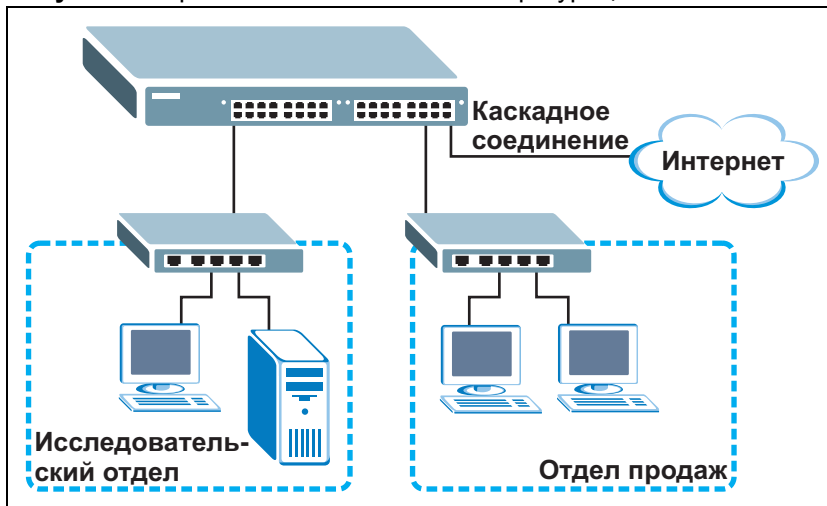 Каскадное
соединение
Интернет
Исследователь-
ский отдел
Отдел продаж